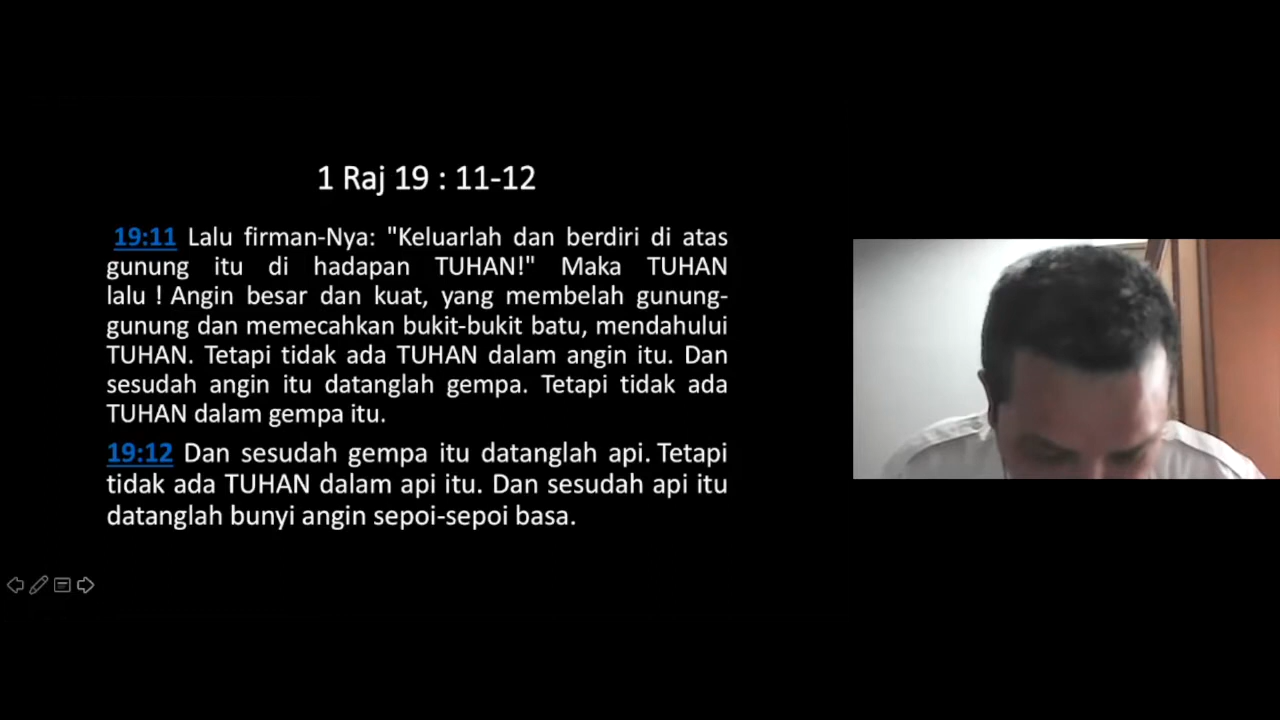 1 Raj 19 : 11-12
19:11 Lalu firman-Nya: "Keluarlah dan berdiri di atas
gunung itu di hadapan TUHAN!" Maka TUHAN
lalu ! Angin besar dan kuat, yang membelah gunung-
gunung dan memecahkan bukit-bukit batu, mendahului
TUHAN. Tetapi tidak ada TUHAN dalam angin itu. Dan
sesudah angin itu datanglah gempa. Tetapi tidak ada
TUHAN dalam gempa itu.
19:12 Dan sesudah gempa itu datanglah api. Tetapi
tidak ada TUHAN dalam api itu. Dan sesudah api itu
datanglah bunyi angin sepoi-sepoi basa.